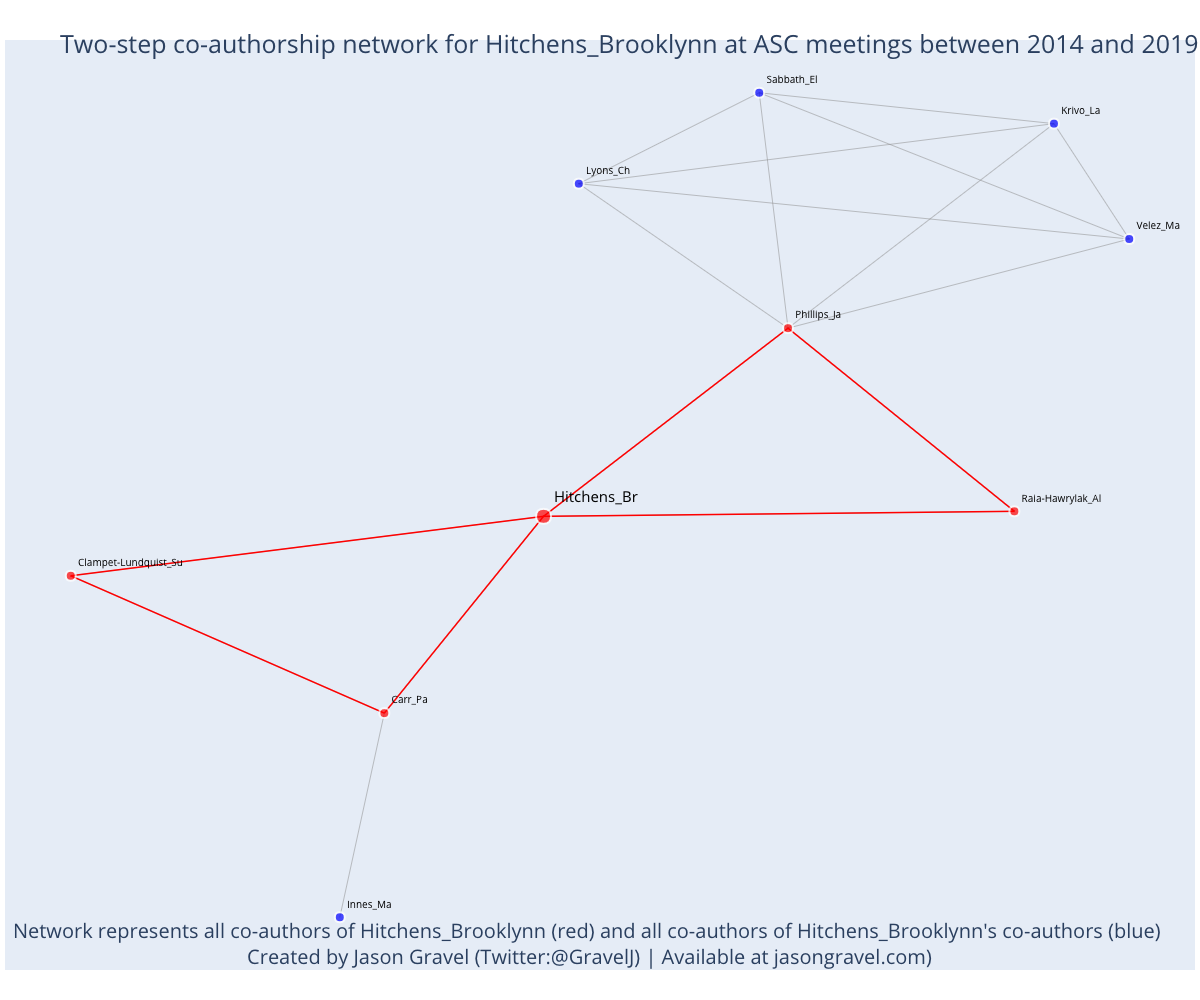 Two-step co-authorship network for Hitchens_Brooklynn at ASC meetings between 2014 and 2019
Sabbath_El
Krivo_La
Lyons_Ch
Velez_Ma
Phillips_Ja
Hitchens_Br
Raia-Hawrylak_Al
Clampet-Lundquist_Su
Carr_Pa
Innes_Ma
Network represents all co-authors of Hitchens_Brooklynn (red) and all co-authors of Hitchens_Brooklynn's co-authors (blue)
Created by Jason Gravel (Twitter:@GravelJ) | Available at jasongravel.com)